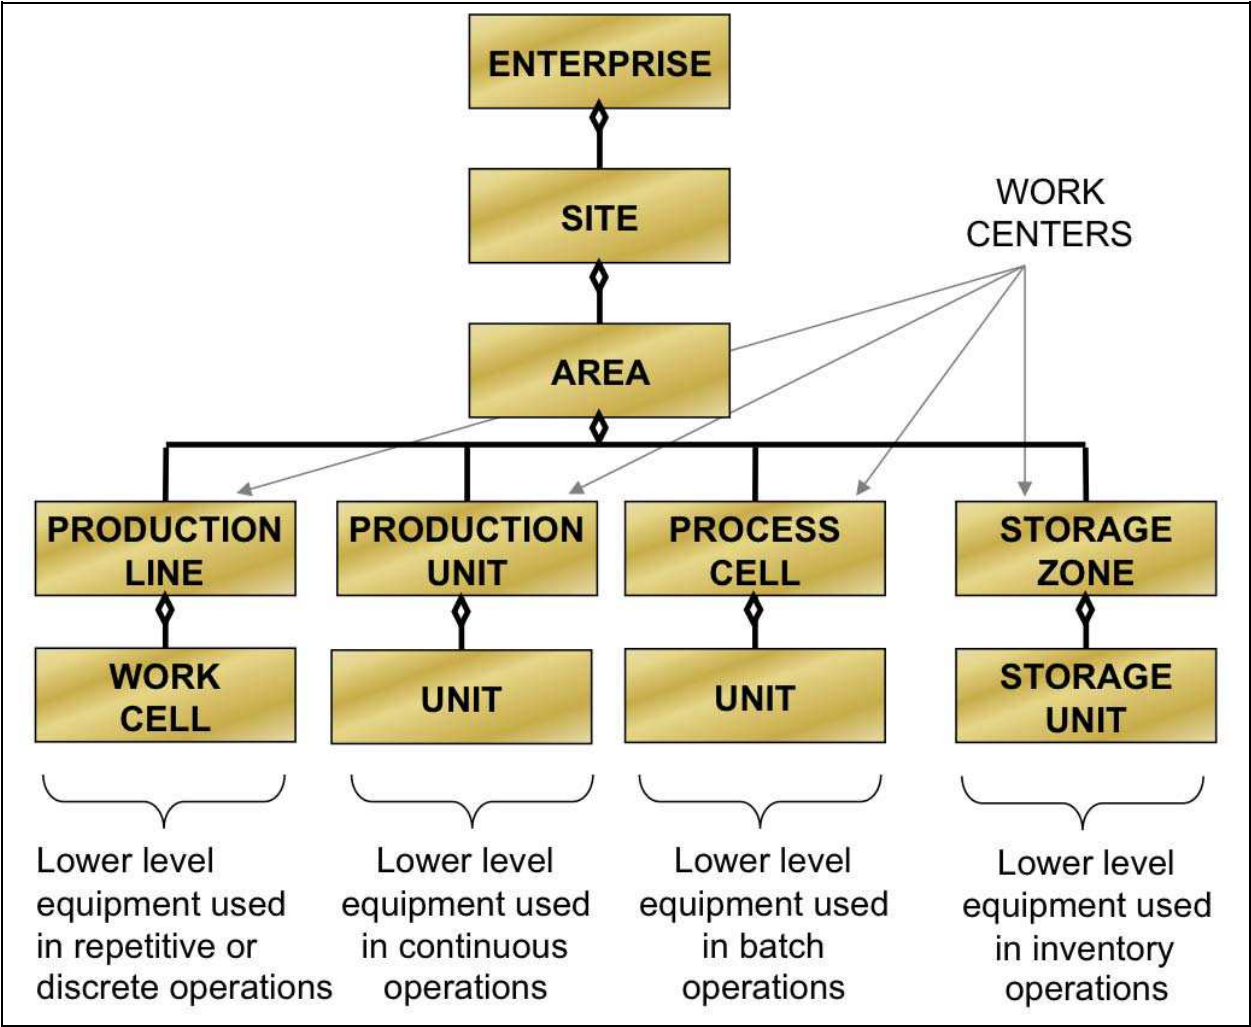 ENTERPRISE
SITE
WORK
CENTERS
AREA
PRODUCTION
LINE
PRODUCTION
UNIT
PROCESS
CELL
STORAGE
ZONE
WORK
CELL
UNIT
UNIT
STORAGE
UNIT
Lower level
equipment used
in repetitive or
discrete operations
Lower level
equipment used
in continuous
operations
Lower level
equipment used
in batch
operations
Lower level
equipment used
in inventory
operations